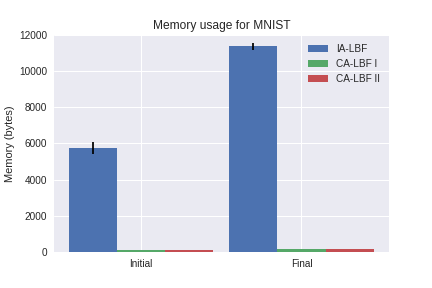 Memory usage for MNIST
12000
10000
8000
6000
4000
2000
0
Memory (bytes)
IA-LBF
CA-LBF I
CA-LBF II
Initial
Final